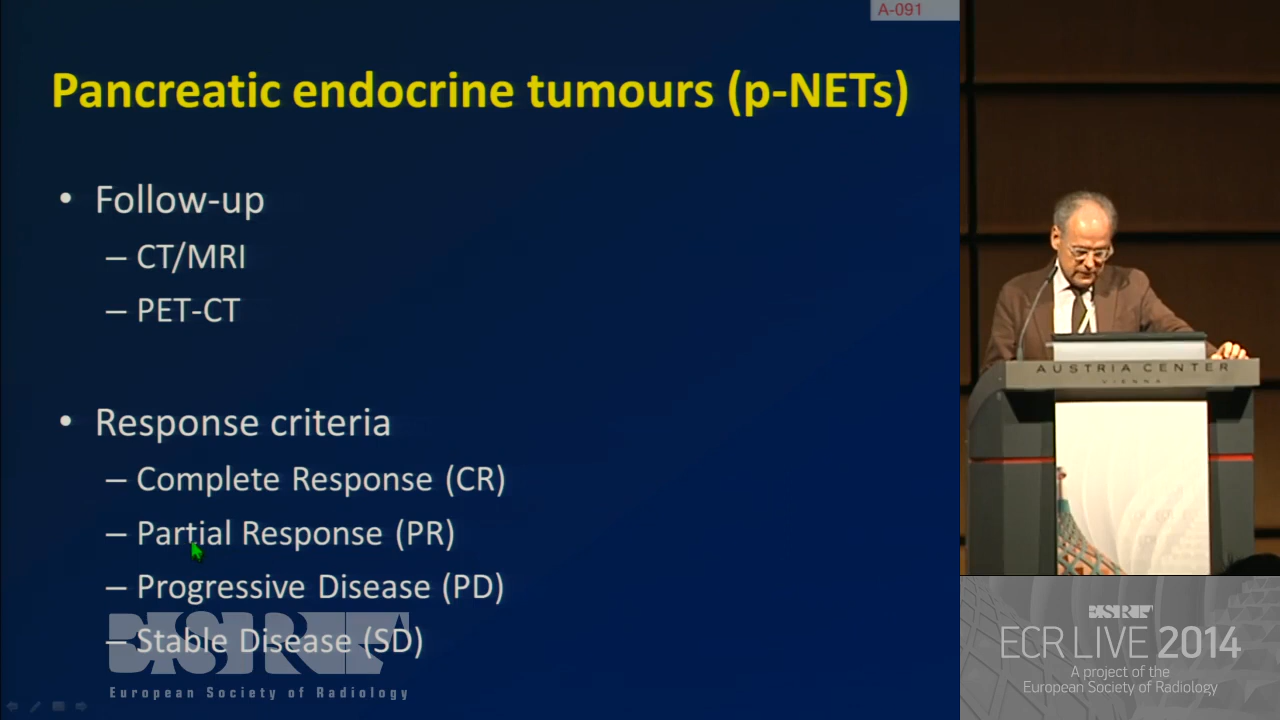 A-091
Pancreatic endocrine tumours (p-NETs)
• Follow-up
– CT/MRI
– PET-CT
• Response criteria
– Complete Response (CR)
– Partial Response (PR)
– Progressive Disease (PD)
– Stable Disease (SD)
ESR
European Society of Radiology
AUSTRIA CENTER
VIENNA
ESR
ECR LIVE 2014
A project of the
European Society of Radiology